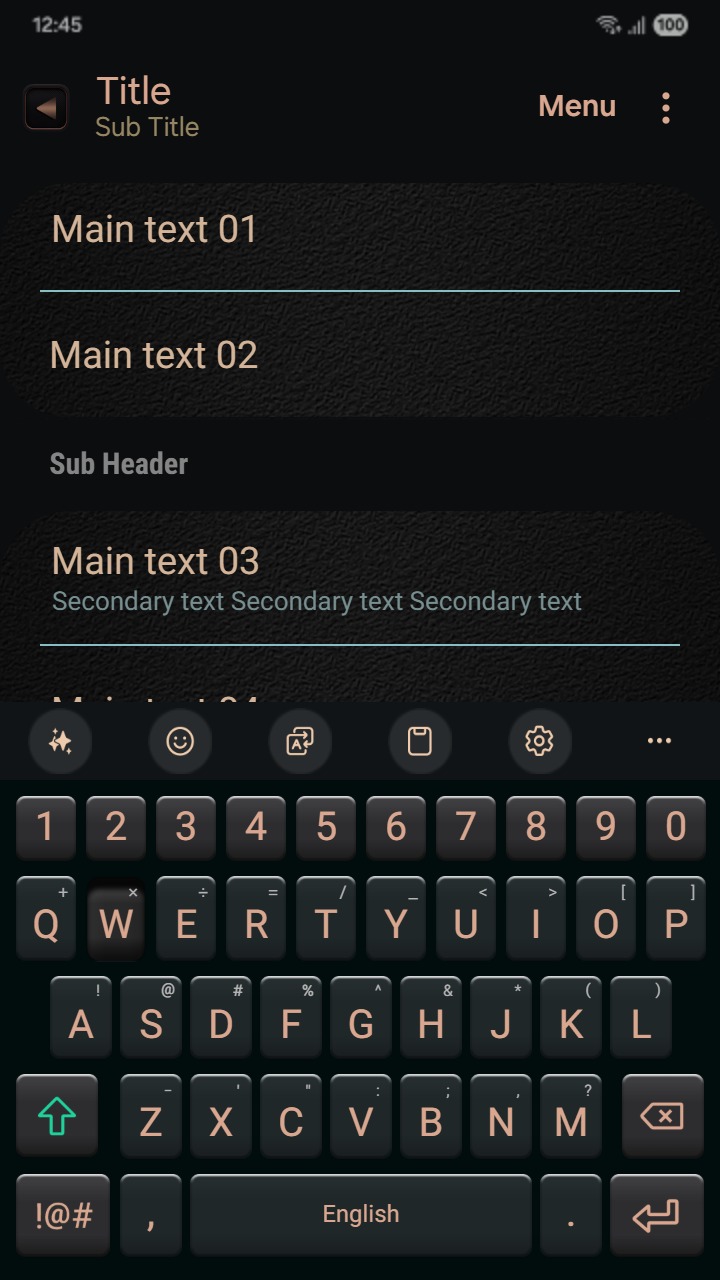 12:45
100
Title
Sub Title
Menu
Main text 01
Main text 02
Sub Header
Main text 03
Secondary text Secondary text Secondary text
1 2 3 4 5 6 7 8 9 0
+ × ÷ = / _ < > [ ]
Q W E R T Y U I O P
! @ # % ^ & * ( )
A S D F G H J K L
- ' " : ; , ?
Z X C V B N M
!@# , English .